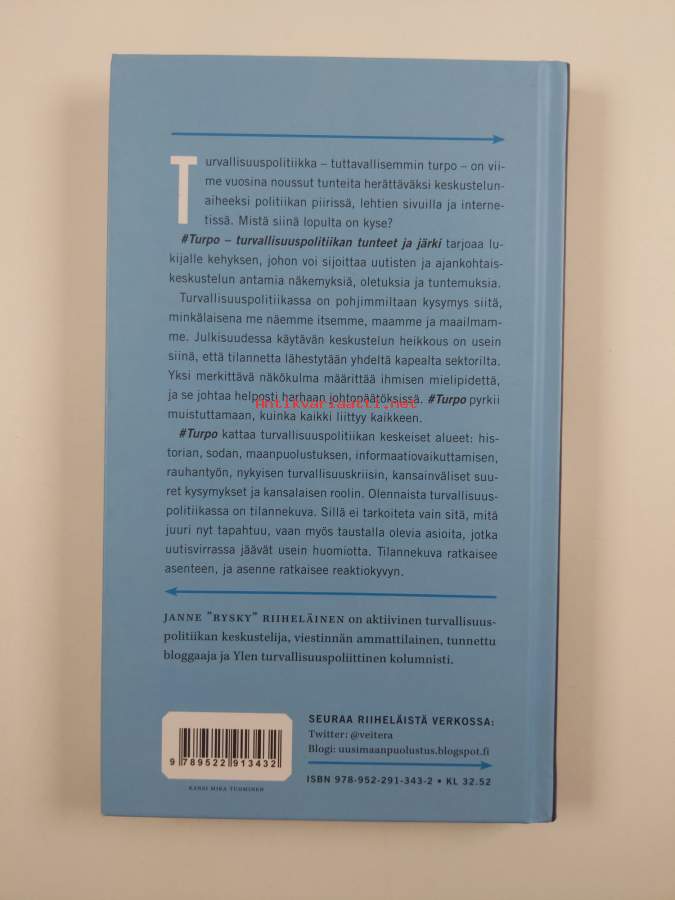 Turvallisuuspolitiikka – tuttavallisemmin turpo – on vii-
me vuosina noussut tunteita herättäväksi keskustelun-
aiheeksi politiikan piirissä, lehtien sivuilla ja interne-
tissä. Mistä siinä lopulta on kyse?
#Turpo – turvallisuuspolitiikan tunteet ja järki tarjoaa lu-
kijalle kehyksen, johon voi sijoittaa uutisten ja ajankohtais-
keskustelun antamia näkemyksiä, oletuksia ja tuntemuksia.
Turvallisuuspolitiikassa on pohjimmiltaan kysymys siitä,
minkälaisena me näemme itsemme, maamme ja maailmam-
me. Julkisuudessa käytävän keskustelun heikkous on usein
siinä, että tilannetta lähestytään yhdeltä kapealta sektorilta.
Yksi merkittävä näkökulma määrittää ihmisen mielipidettä,
ja se johtaa helposti harhaan johtopäätöksissä. #Turpo pyrkii
Antikvariaatti.net
muistuttamaan, kuinka kaikki liittyy kaikkeen.
#Turpo kattaa turvallisuuspolitiikan keskeiset alueet: his-
torian, sodan, maanpuolustuksen, informaatiovaikuttamisen,
rauhantyön, nykyisen turvallisuuskriisin, kansainväliset suu-
ret kysymykset ja kansalaisen roolin. Olennaista turvallisuus-
politiikassa on tilannekuva. Sillä ei tarkoiteta vain sitä, mitä
juuri nyt tapahtuu, vaan myös taustalla olevia asioita, jotka
uutisvirrassa jäävät usein huomiotta. Tilannekuva ratkaisee
asenteen, ja asenne ratkaisee reaktiokyvyn.
JANNE "RYSKY" RIIHELÄINEN on aktiivinen turvallisuus-
politiikan keskustelija, viestinnän ammattilainen, tunnettu
bloggaaja ja Ylen turvallisuuspoliittinen kolumnisti.
SEURAA RIIHELÄISTÄ VERKOSSA:
Twitter: @veitera
Blogi: uusimaanpuolustus.blogspot.fi
ISBN 978-952-291-343-2 • KL 32.52
9 789522 913432
KANSI MIKA TUOMINEN